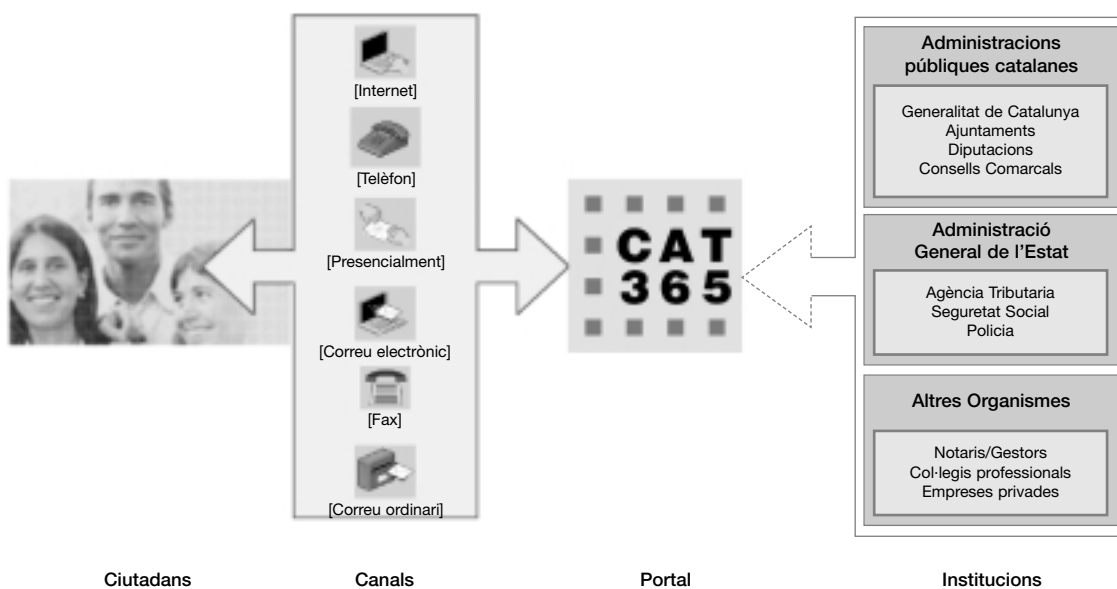 [Internet]
[Telèfon]
[Presencialment]
[Correu electrònic]
[Fax]
[Correu ordinari]
CAT
365
Administracions
públiques catalanes
Generalitat de Catalunya
Ajuntaments
Diputacions
Consells Comarcals
Administració
General de l’Estat
Agència Tributaria
Seguretat Social
Policia
Altres Organismes
Notaris/Gestors
Col·legis professionals
Empreses privades
Ciutadans
Canals
Portal
Institucions